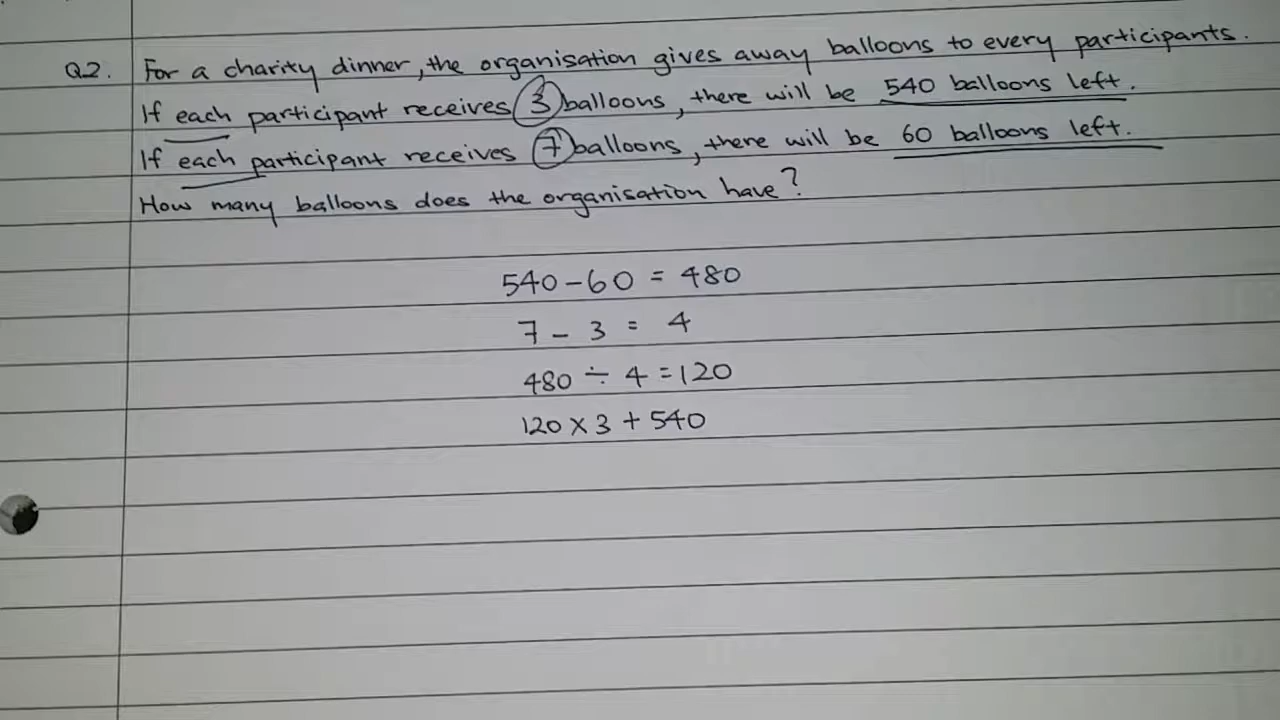 Q2. For a charity dinner, the organisation gives away balloons to every participants.
If each participant receives 3 balloons, there will be 540 balloons left.
If each participant receives 7 balloons, there will be 60 balloons left.
How many balloons does the organisation have?
540 - 60 = 480
7 - 3 = 4
480 ÷ 4 = 120
120 x 3 + 540